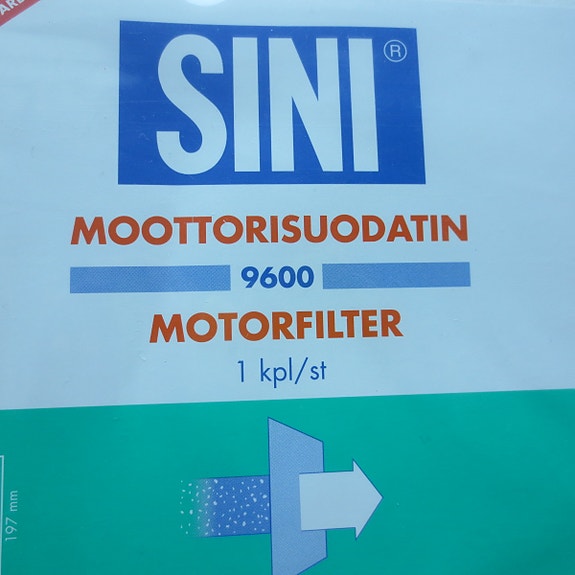 SINI®
MOOTTORISUODATIN
9600
MOTORFILTER
1 kpl/st
197 mm